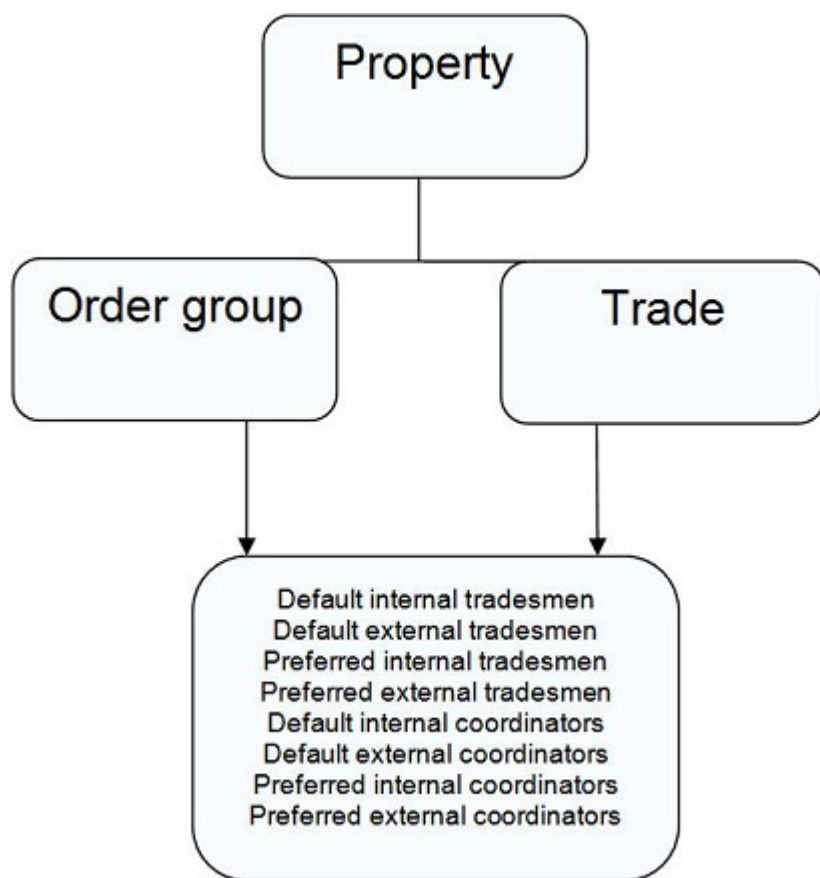 Property
Order group
Trade
Default internal tradesmen
Default external tradesmen
Preferred internal tradesmen
Preferred external tradesmen
Default internal coordinators
Default external coordinators
Preferred internal coordinators
Preferred external coordinators